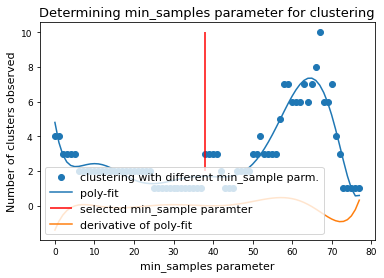 Determining min_samples parameter for clustering
Number of clusters observed
10
8
6
4
2
0
clustering with different min_sample parm.
poly-fit
selected min_sample paramter
derivative of poly-fit
0 10 20 30 40 50 60 70 80
min_samples parameter